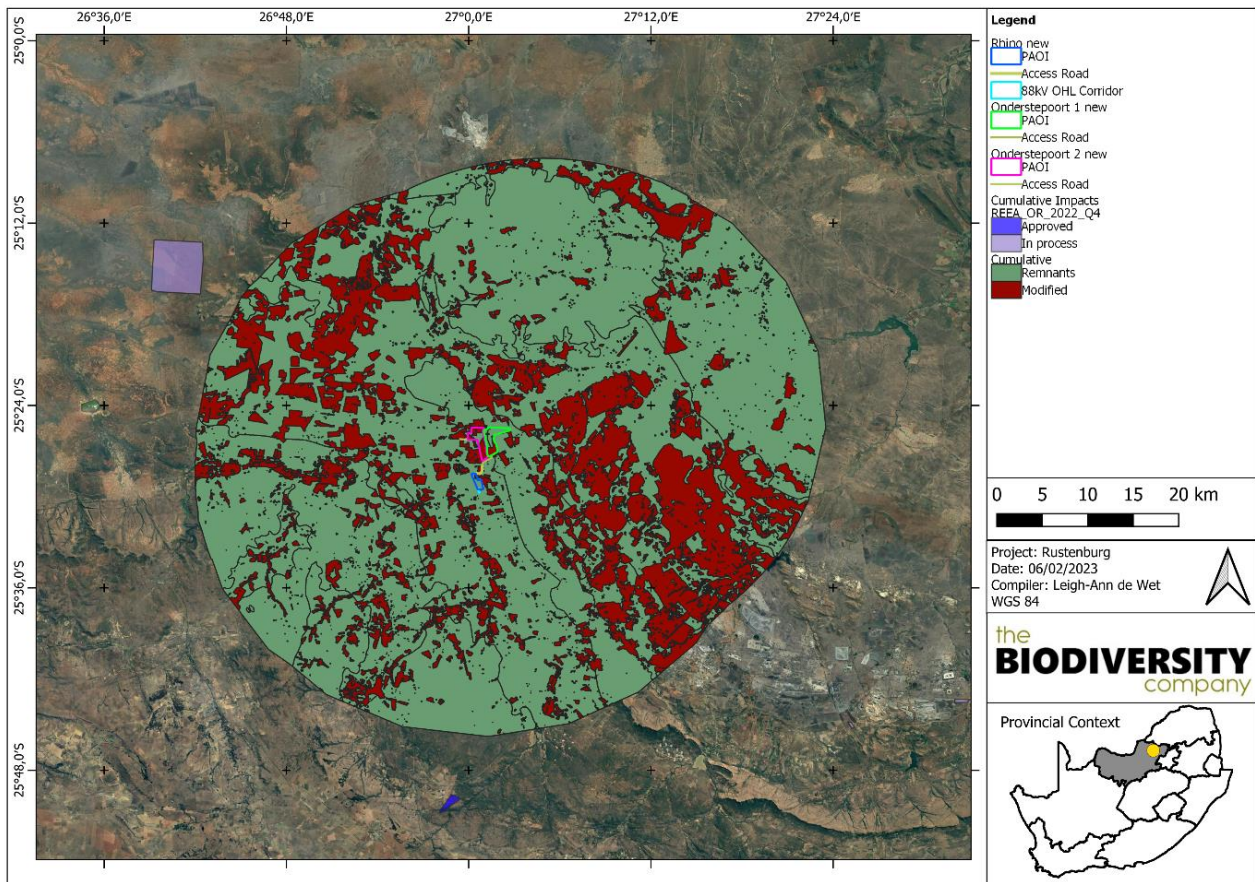 26°36,0'E 26°48,0'E 27°0,0'E 27°12,0'E 27°24,0'E
25°0,0'S
25°12,0'S
25°24,0'S
25°36,0'S
25°48,0'S
Legend
Rhino new
PAOI
Access Road
88kV OHL Corridor
Onderstepoort 1 new
PAOI
Access Road
Onderstepoort 2 new
PAOI
Access Road
Cumulative Impacts
REEA_OR_2022_Q4
Approved
In process
Cumulative
Remnants
Modified
0 5 10 15 20 km
Project: Rustenburg
Date: 06/02/2023
Compiler: Leigh-Ann de Wet
WGS 84
the
BIODIVERSITY
company
Provincial Context